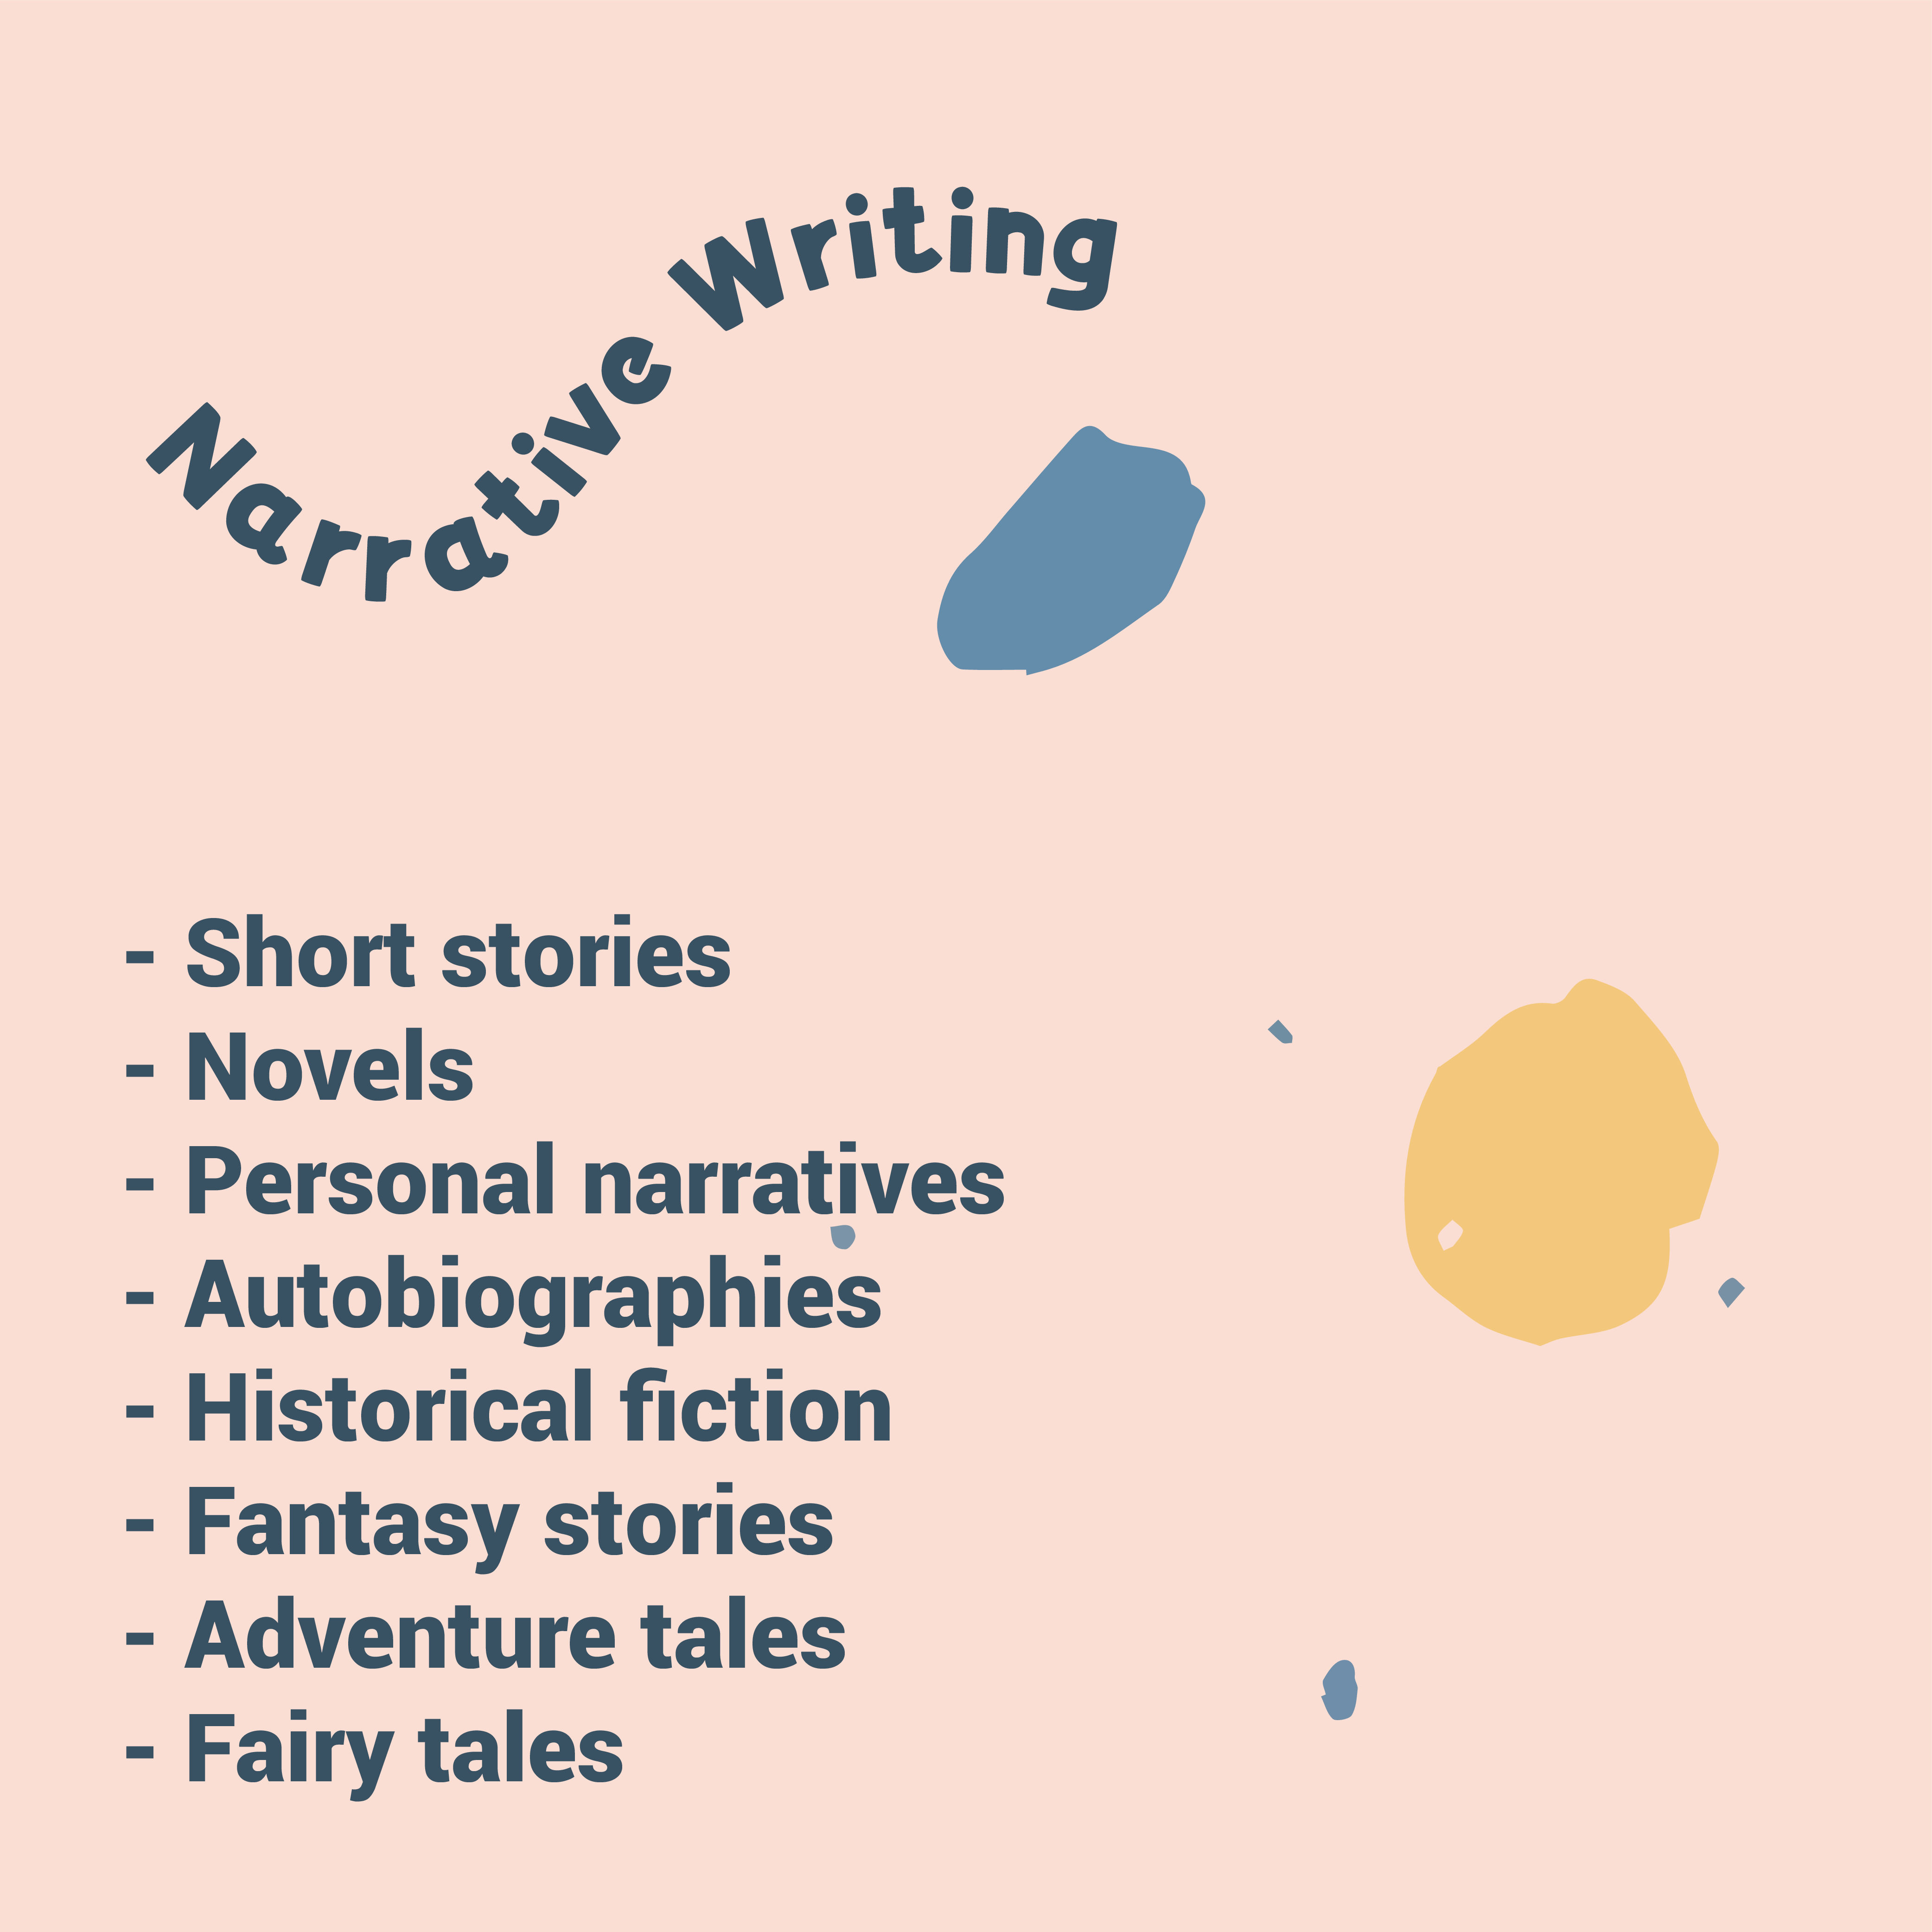 Narrative Writing
- Short stories
- Novels
- Personal narratives
- Autobiographies
- Historical fiction
- Fantasy stories
- Adventure tales
- Fairy tales